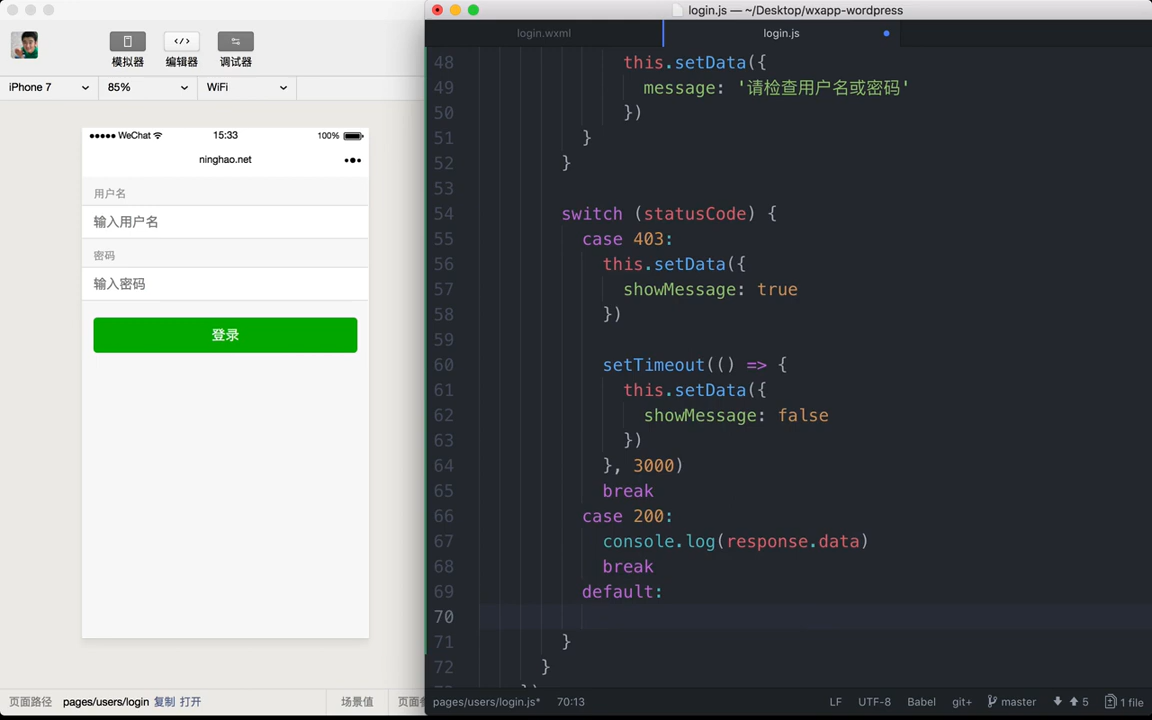 login.js — ~/Desktop/wxapp-wordpress
模拟器
编辑器
调试器
iPhone 7
85%
WiFi
WeChat
15:33
100%
ninghao.net
用户名
输入用户名
密码
输入密码
登录
页面路径
pages/users/login
复制
打开
场景值
login.wxml
login.js
48 this.setData({
49 message: '请检查用户名或密码'
50 })
51 }
52 }
53
54 switch (statusCode) {
55 case 403:
56 this.setData({
57 showMessage: true
58 })
59
60 setTimeout(() => {
61 this.setData({
62 showMessage: false
63 })
64 }, 3000)
65 break
66 case 200:
67 console.log(response.data)
68 break
69 default:
70
71 }
72 }
pages/users/login.js*
70:13
LF
UTF-8
Babel
git+
master
5
1 file